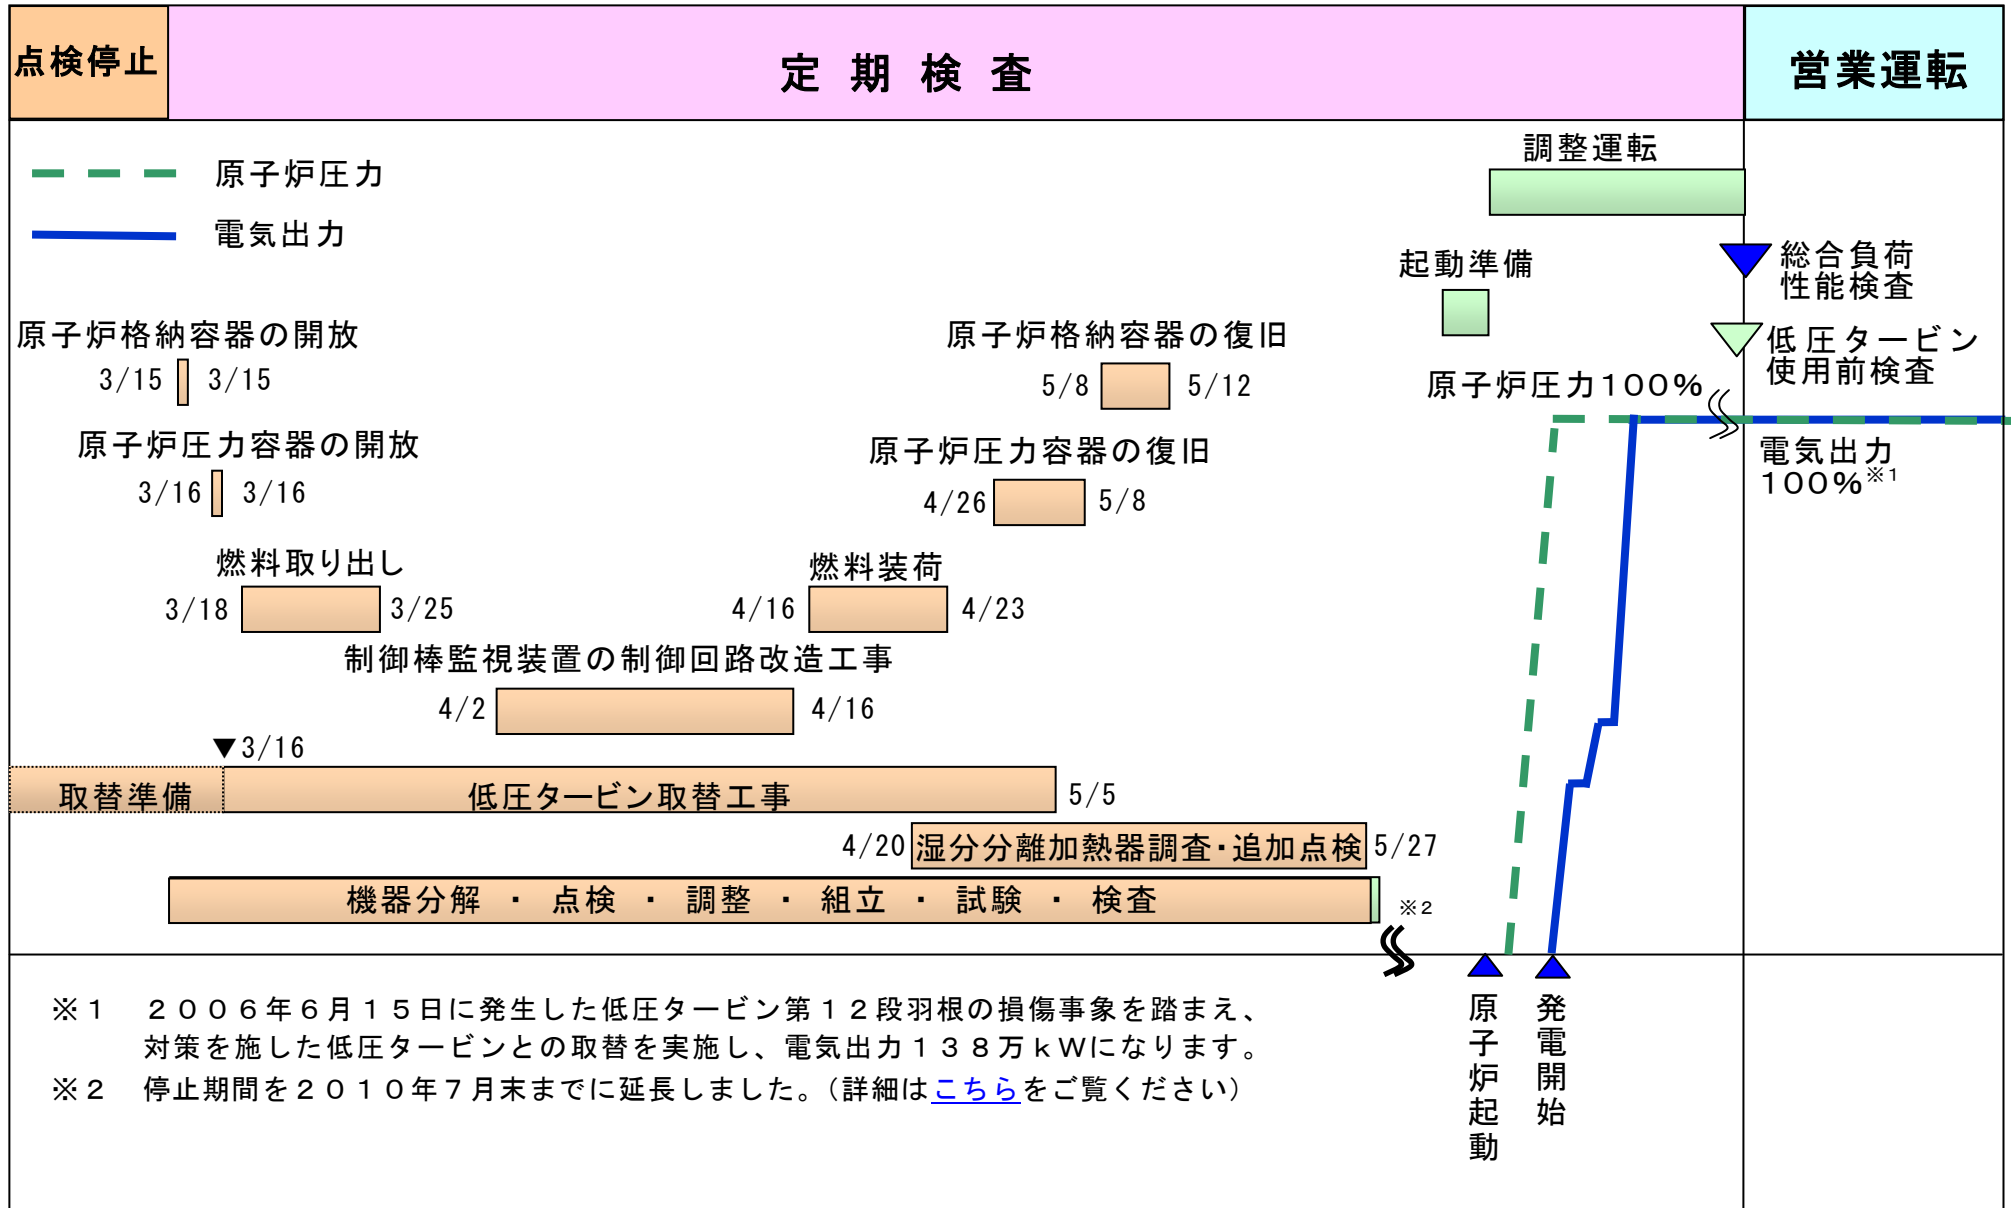 点検停止
定期検査
営業運転
調整運転
原子炉圧力
電気出力
総合負荷
性能検査
起動準備
原子炉格納容器の開放
3/15 3/15
原子炉格納容器の復旧
5/8 5/12
低圧タービン
使用前検査
原子炉圧力100%
原子炉圧力容器の開放
3/16 3/16
原子炉圧力容器の復旧
4/26 5/8
電気出力
100%※1
燃料取り出し
3/18 3/25
燃料装荷
4/16 4/23
制御棒監視装置の制御回路改造工事
4/2 4/16
▼3/16
取替準備 低圧タービン取替工事 5/5
4/20 湿分分離加熱器調査・追加点検 5/27
機器分解 ・ 点検 ・ 調整 ・ 組立 ・ 試験 ・ 検査 ※2
原子炉起動
発電開始
※1 2006年6月15日に発生した低圧タービン第12段羽根の損傷事象を踏まえ、
対策を施した低圧タービンとの取替を実施し、電気出力138万kWになります。
※2 停止期間を2010年7月末までに延長しました。(詳細はこちらをご覧ください)